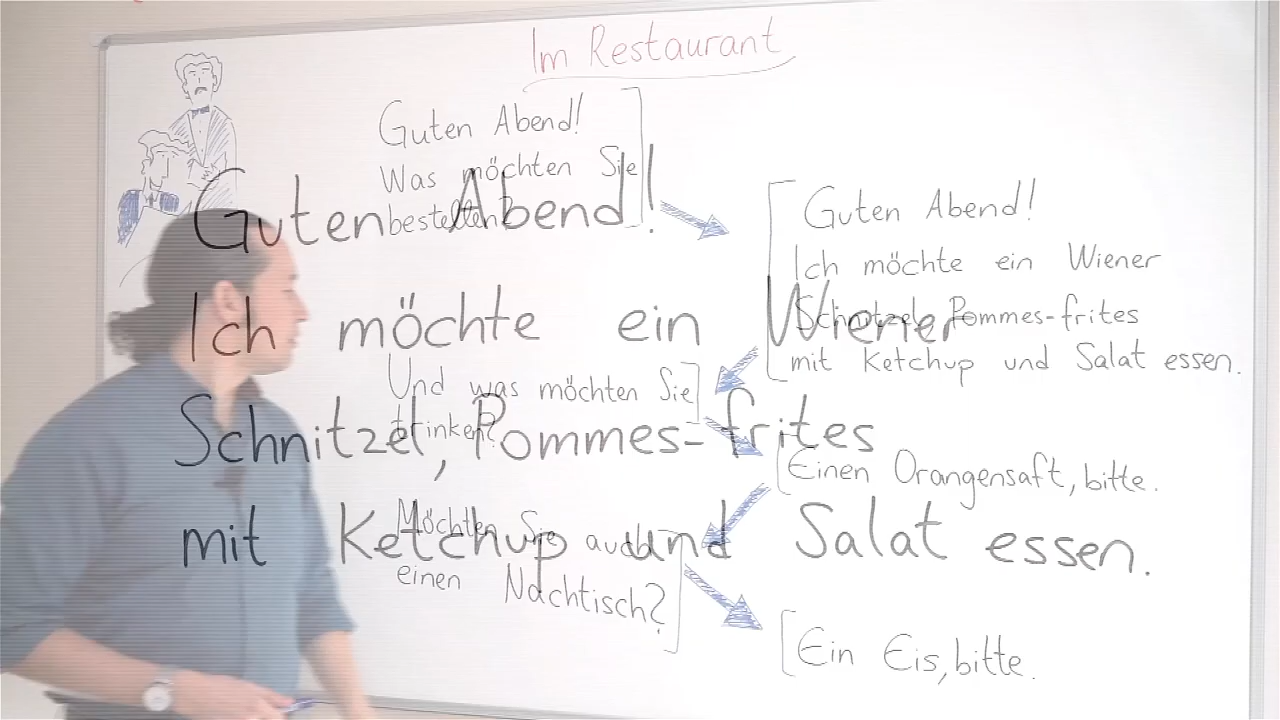 Im Restaurant
Guten Abend!
Was möchten Sie
bestellen?
Guten Abend!
Ich möchte ein Wiener
Schnitzel, Pommes-frites
mit Ketchup und Salat essen.
Und was möchten Sie
trinken?
Einen Orangensaft, bitte.
Möchten Sie auch
einen Nachtisch?
Ein Eis, bitte.
Guten Abend!
Ich möchte ein Wiener
Schnitzel, Pommes-frites
mit Ketchup und Salat essen.